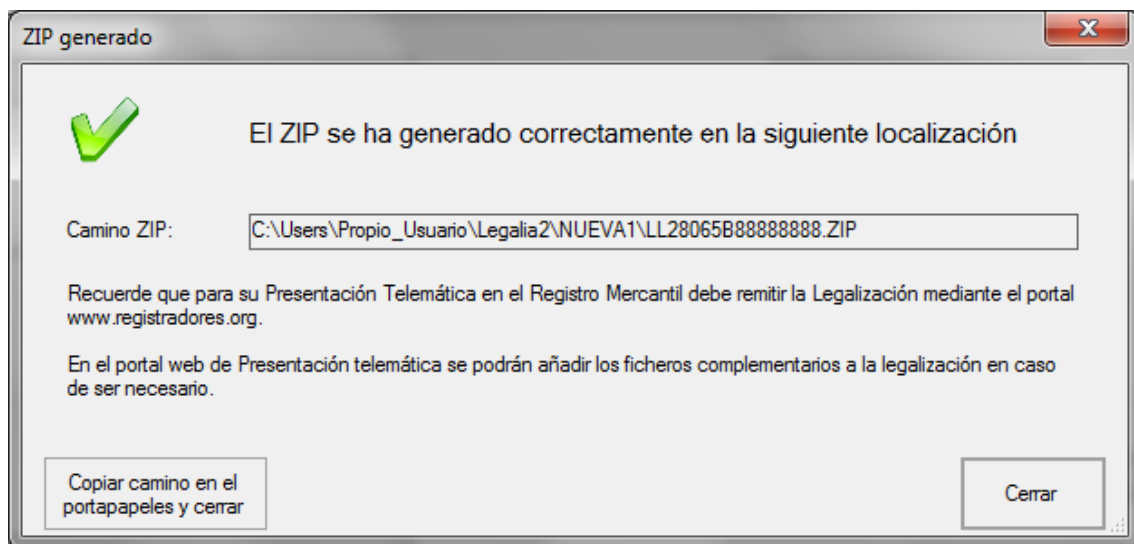 ZIP generado
El ZIP se ha generado correctamente en la siguiente localización
Camino ZIP:
C:\Users\Propio_Usuario\Legalia2\NUEVA1\LL28065B88888888.ZIP
Recuerde que para su Presentación Telemática en el Registro Mercantil debe remitir la Legalización mediante el portal
www.registradores.org.
En el portal web de Presentación telemática se podrán añadir los ficheros complementarios a la legalización en caso
de ser necesario.
Copiar camino en el
portapapeles y cerrar
Cerrar